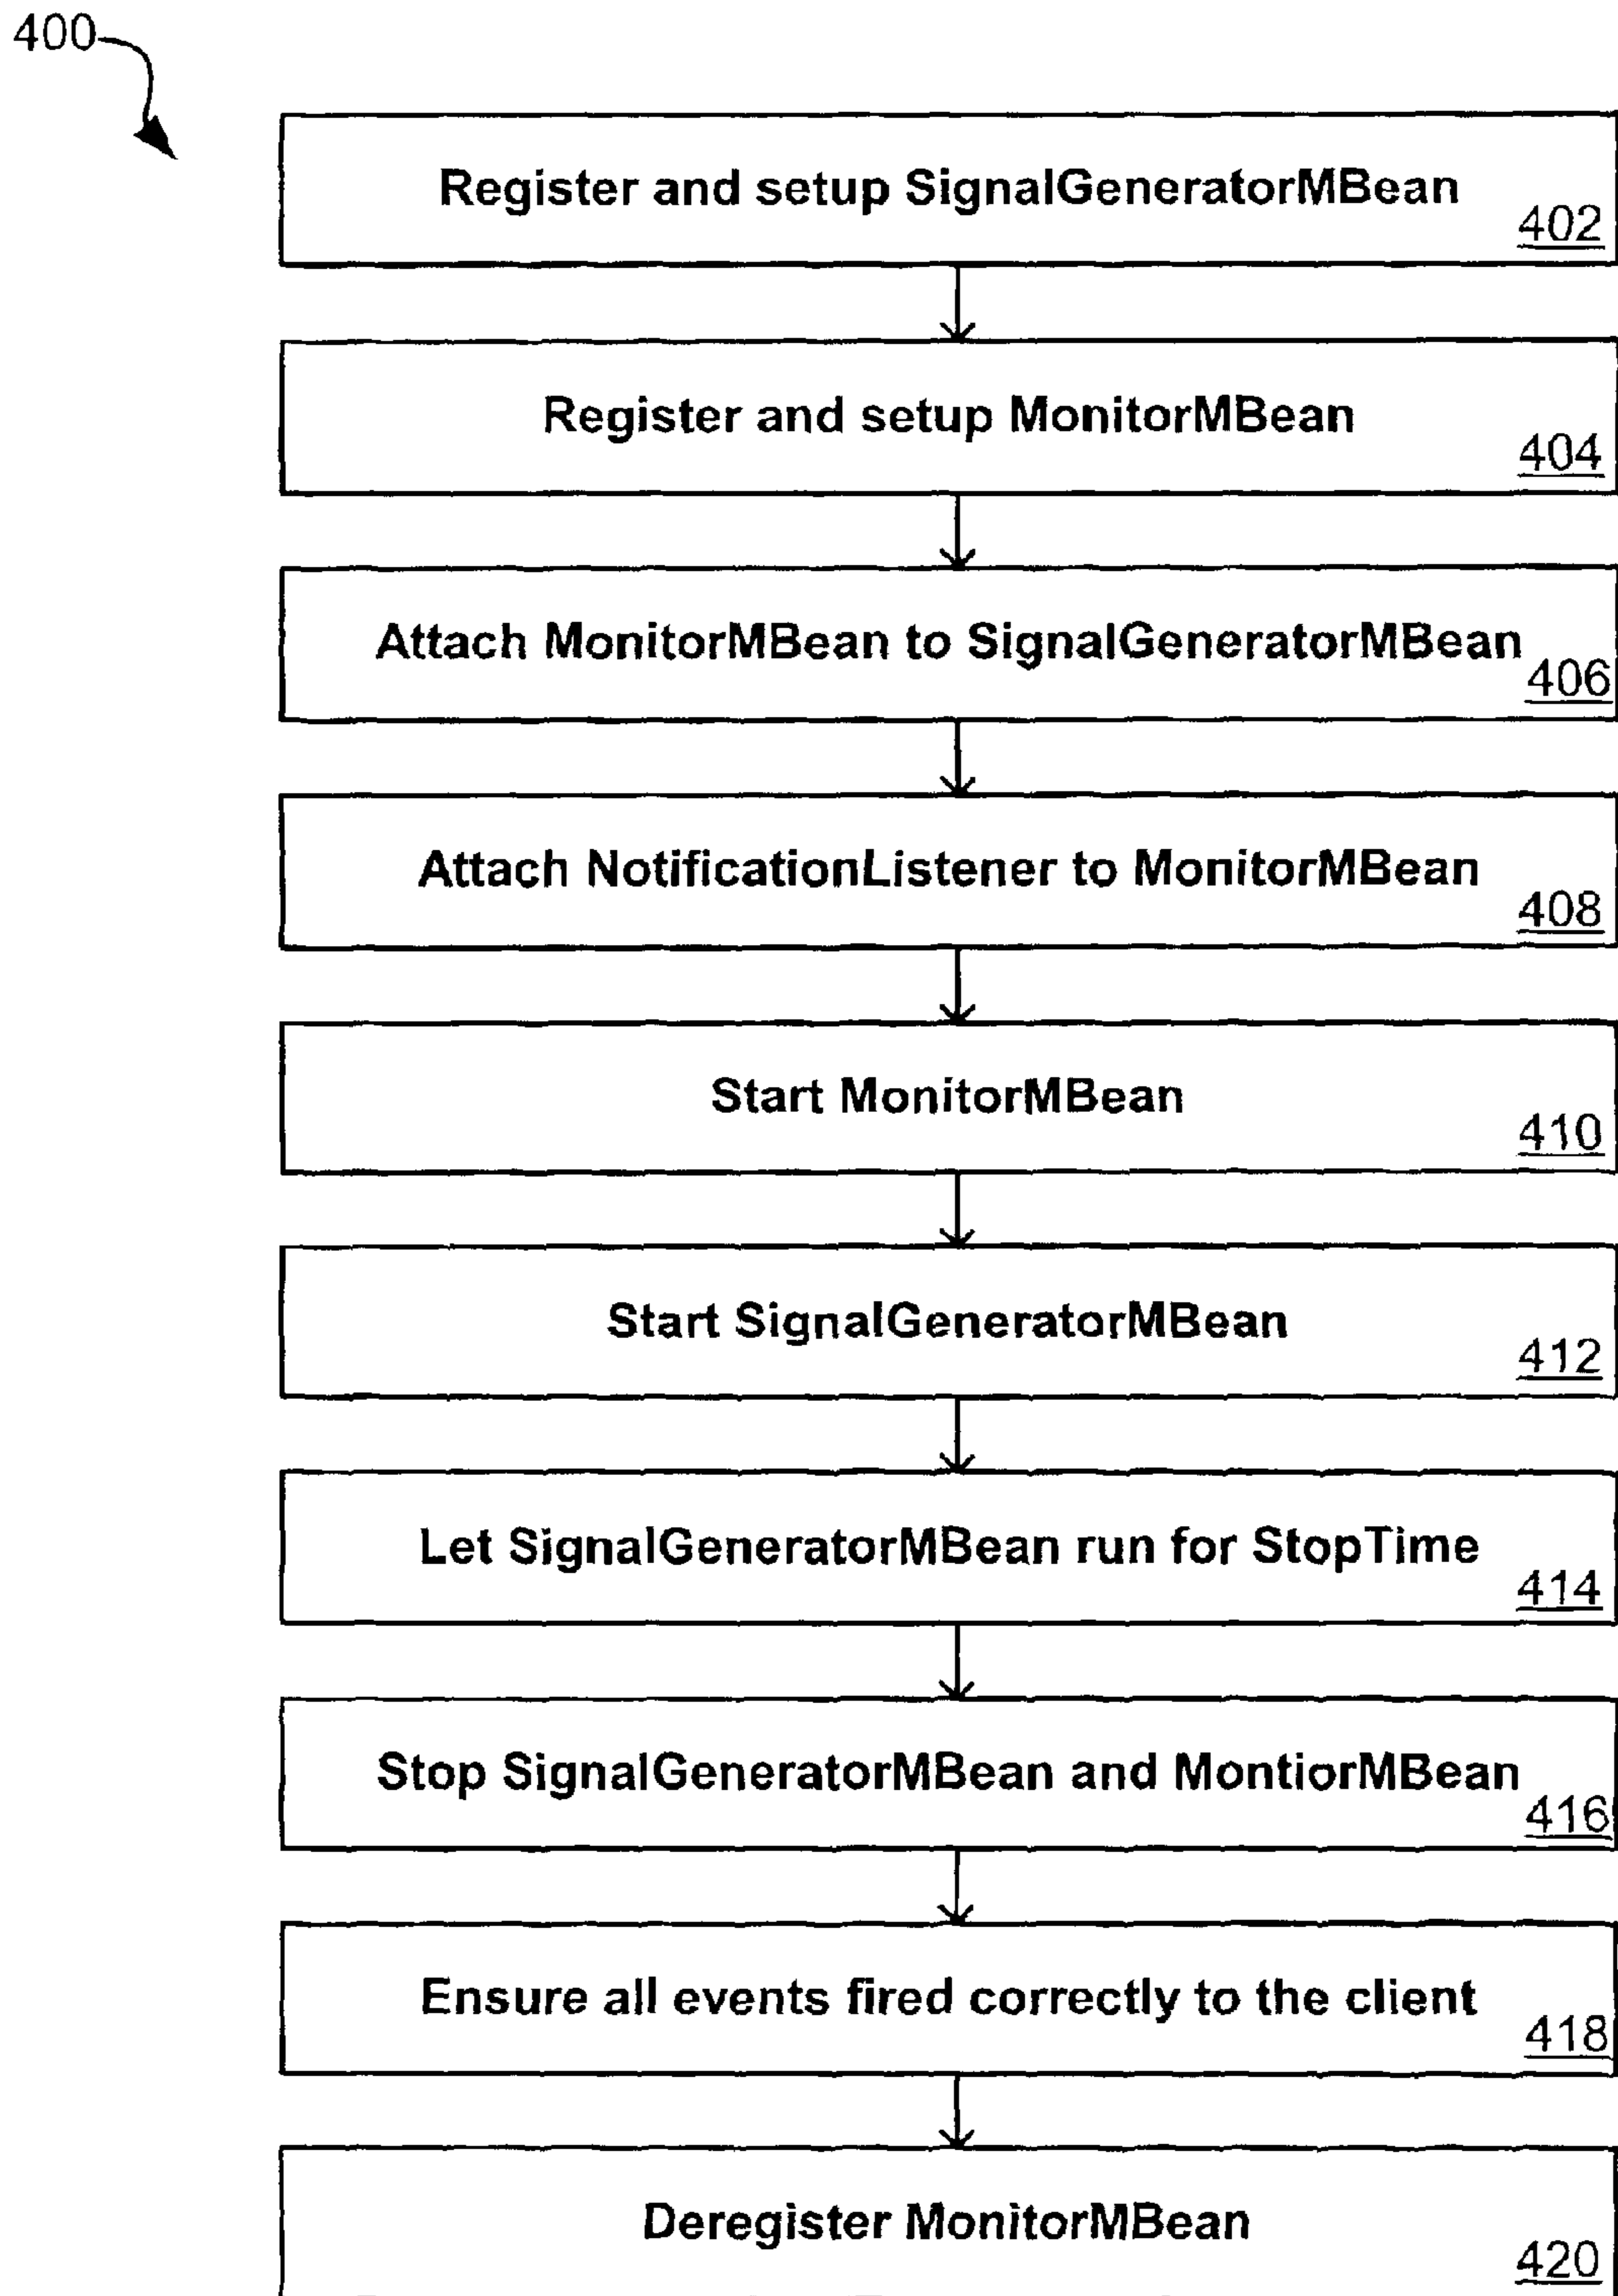 400
Register and setup SignalGeneratorMBean
402
Register and setup MonitorMBean
404
Attach MonitorMBean to SignalGeneratorMBean
406
Attach NotificationListener to MonitorMBean
408
Start MonitorMBean
410
Start SignalGeneratorMBean
412
Let SignalGeneratorMBean run for StopTime
414
Stop SignalGeneratorMBean and MontiorMBean
416
Ensure all events fired correctly to the client
418
Deregister MonitorMBean
420